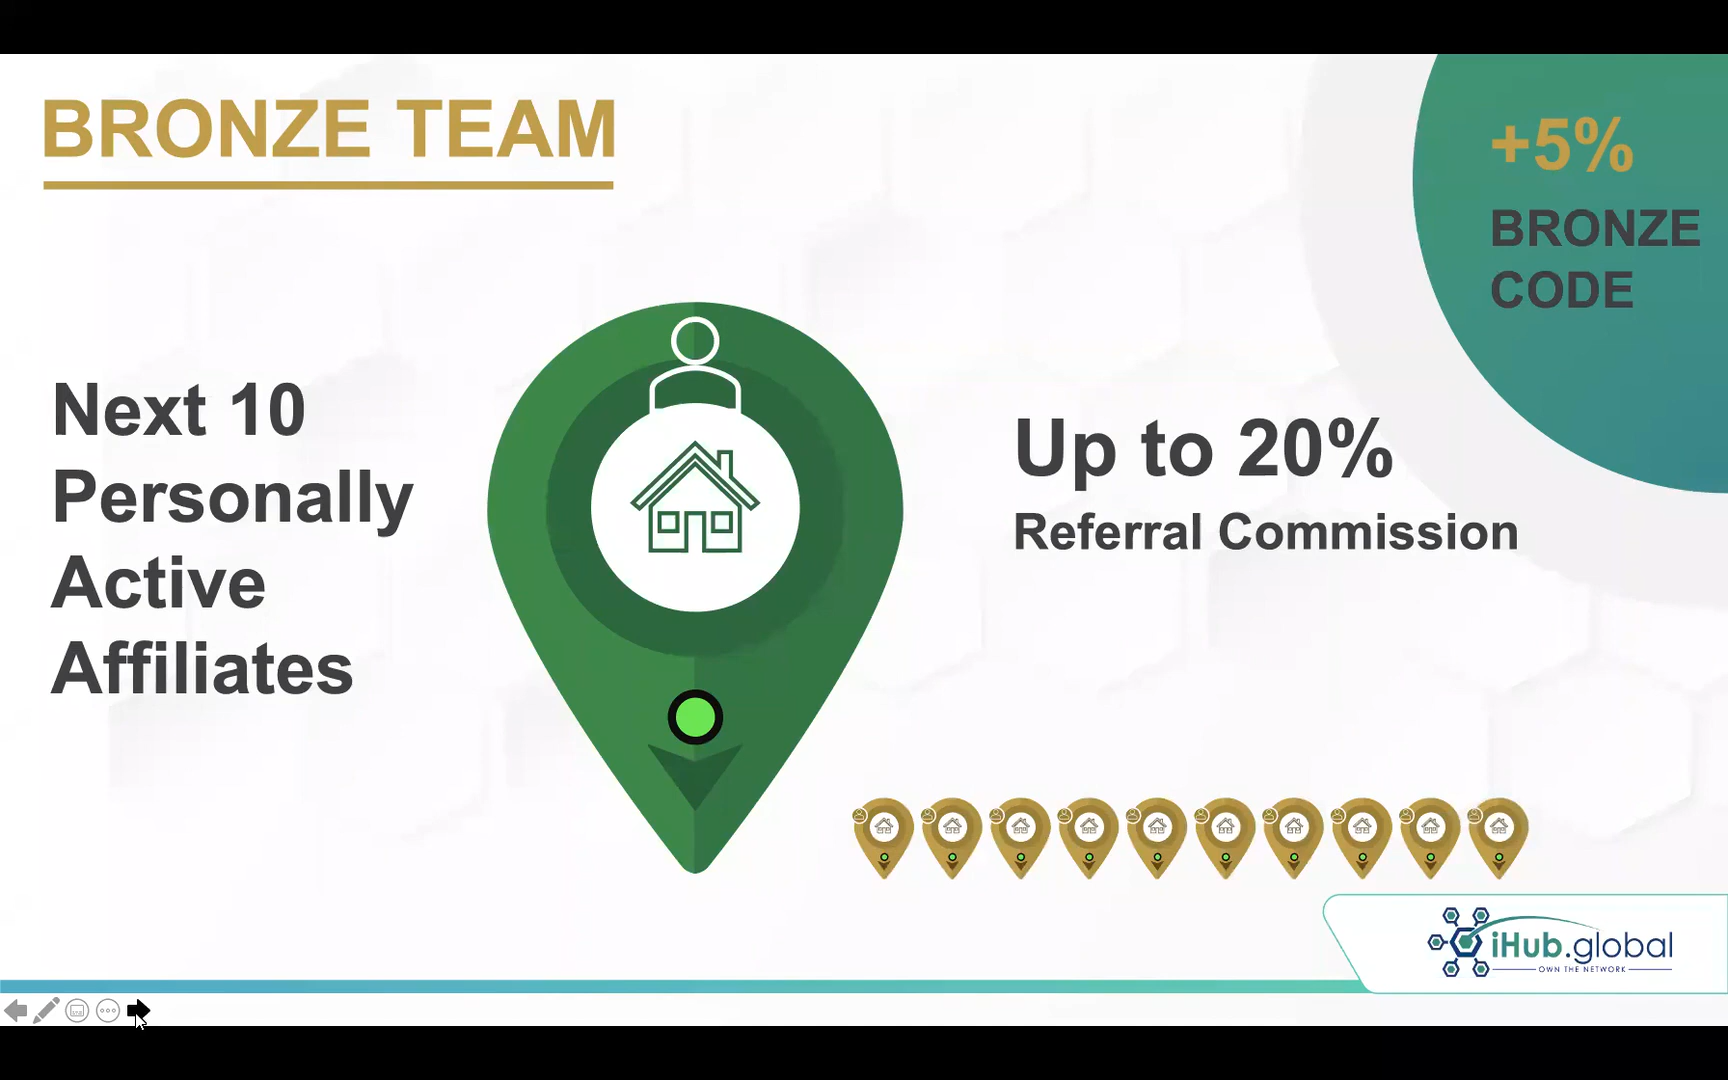 BRONZE TEAM
+5%
BRONZE
CODE
Next 10
Personally
Active
Affiliates
Up to 20%
Referral Commission
iHub.global
OWN THE NETWORK